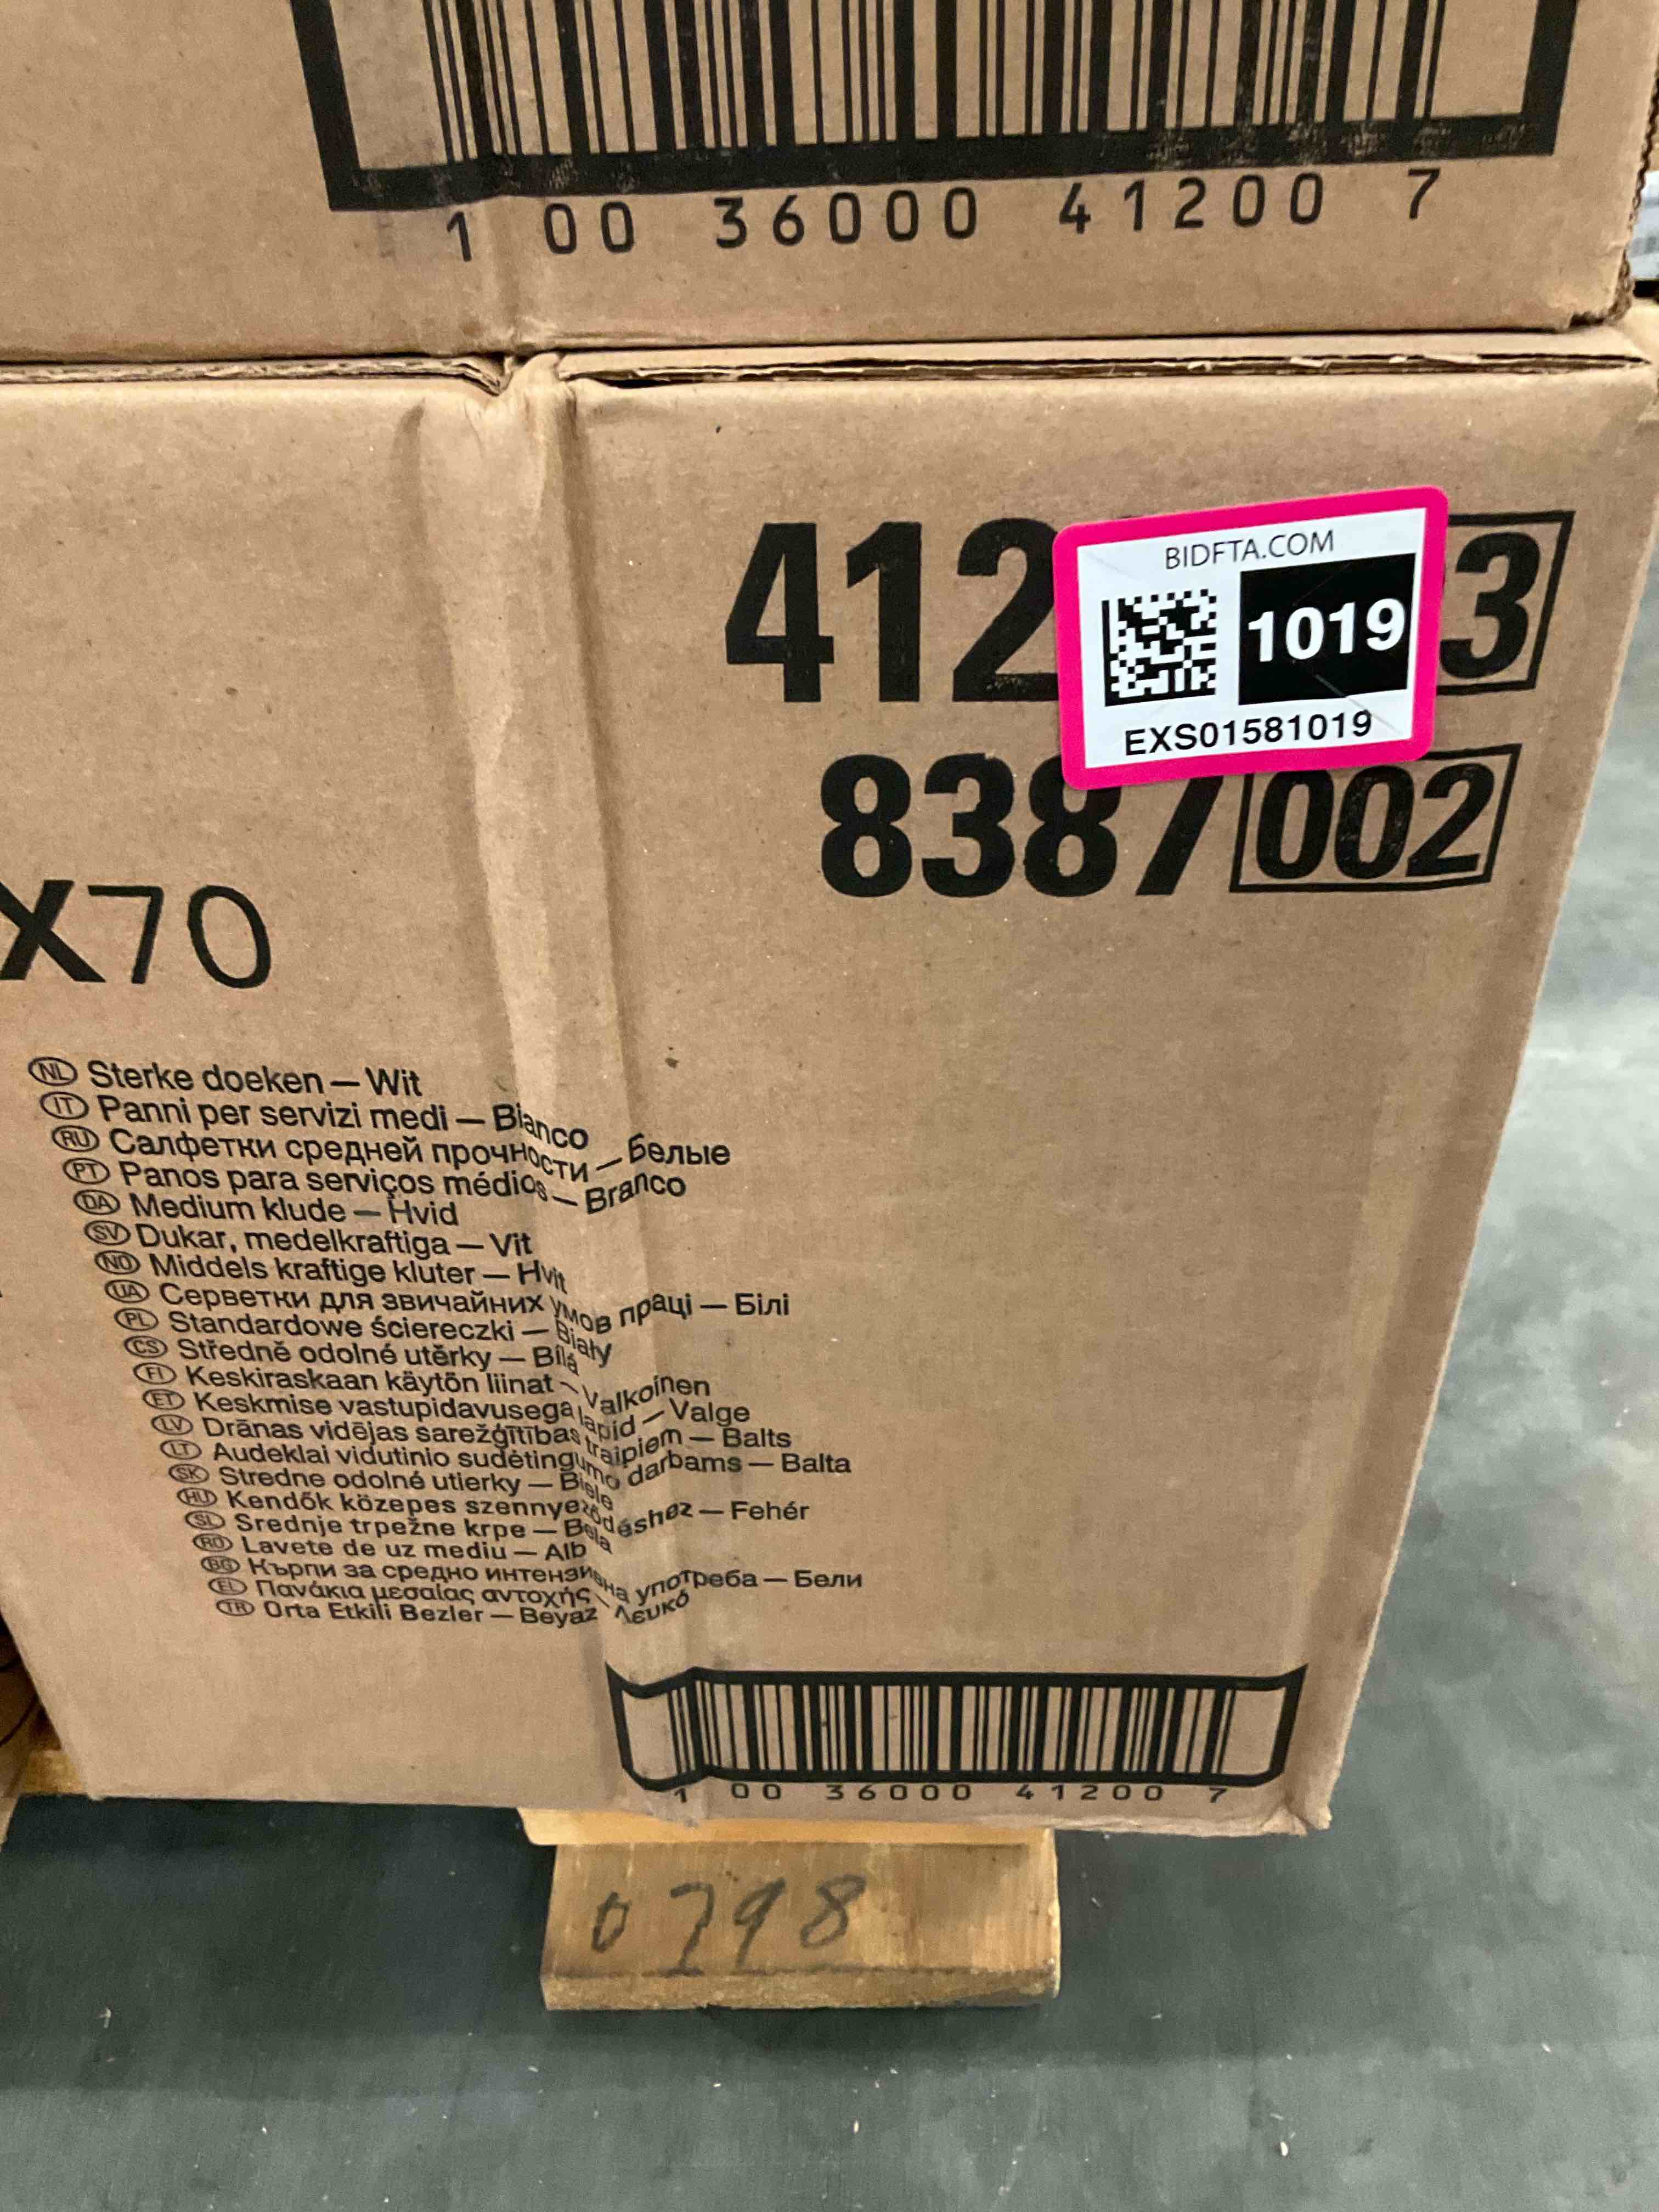 1 00 36000 41200 7
412
3
BIDFTA.COM
1019
EXS01581019
8387 002
X70
NL Sterke doeken — Wit
IT Panni per servizi medi — Bianco
RU Салфетки средней прочности — Белые
PT Panos para serviços médios — Branco
DA Medium klude — Hvid
SV Dukar, medelkraftiga — Vit
NO Middels kraftige kluter — Hvit
UA Серветки для звичайних умов праці — Білі
PL Standardowe ściereczki — Biały
CS Středně odolné utěrky — Bílá
FI Keskiraskaan käytön liinat — Valkoinen
ET Keskmise vastupidavusega lapid — Valge
LV Drānas vidējas sarežģītības traipiem — Balts
LT Audeklai vidutinio sudėtingumo darbams — Balta
SK Stredne odolné utierky — Biele
HU Kendők közepes szennyeződéshez — Fehér
SL Srednje trpežne krpe — Bela
RO Lavete de uz mediu — Alb
BG Кърпи за средно интензивна употреба — Бели
EL Πανάκια μεσαίας αντοχής — Λευκό
TR Orta Etkili Bezler — Beyaz
1 00 36000 41200 7
0798